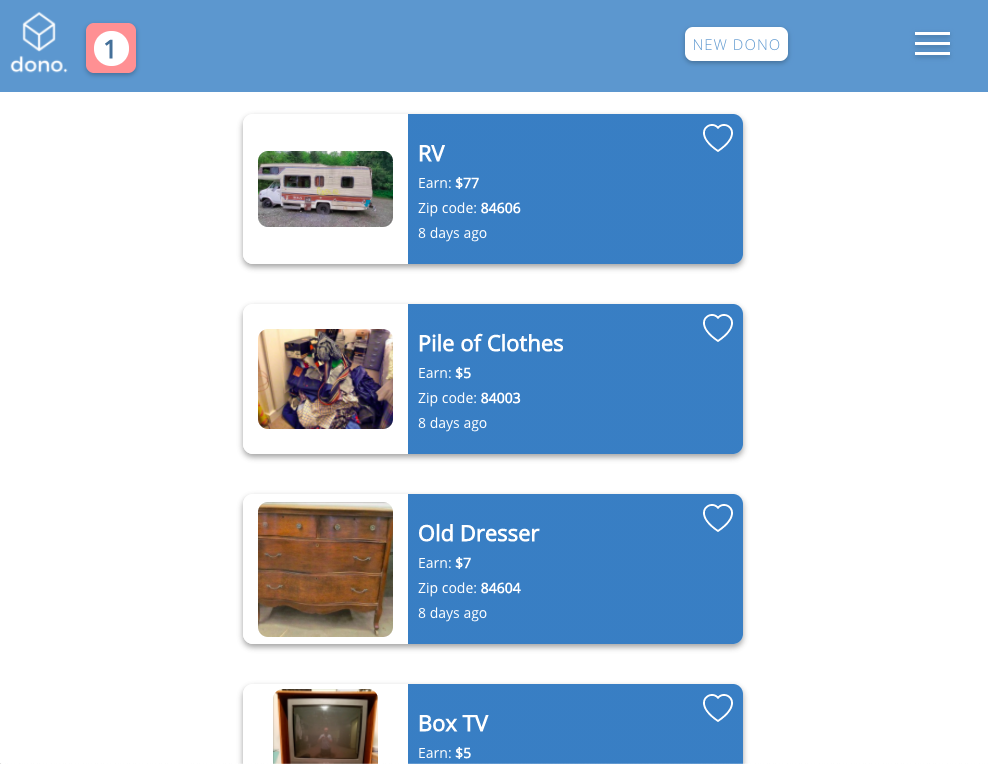 dono.
1
NEW DONO
RV
Earn: $77
Zip code: 84606
8 days ago
Pile of Clothes
Earn: $5
Zip code: 84003
8 days ago
Old Dresser
Earn: $7
Zip code: 84604
8 days ago
Box TV
Earn: $5